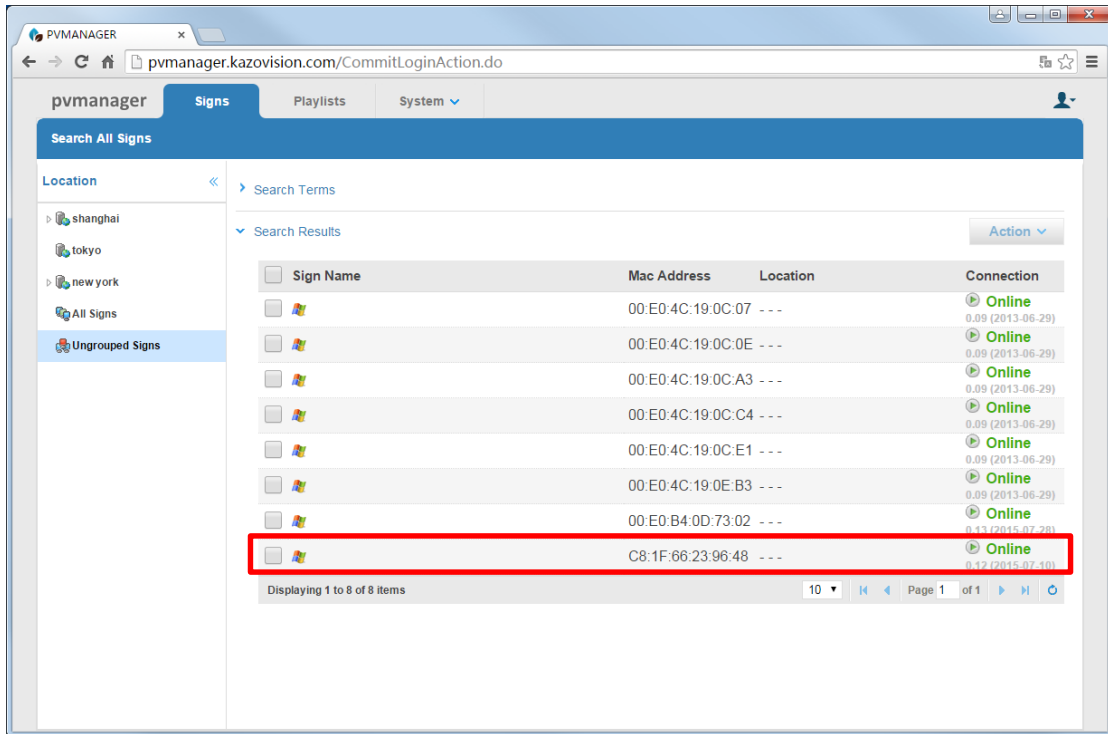 PVMANAGER
pvmanager.kazovision.com/CommitLoginAction.do
pvmanager Signs Playlists System
Search All Signs
Location
shanghai
tokyo
new york
All Signs
Ungrouped Signs
Search Terms
Search Results Action
Sign Name Mac Address Location Connection
00:E0:4C:19:0C:07 - - - Online
0.09 (2013-06-29)
00:E0:4C:19:0C:0E - - - Online
0.09 (2013-06-29)
00:E0:4C:19:0C:A3 - - - Online
0.09 (2013-06-29)
00:E0:4C:19:0C:C4 - - - Online
0.09 (2013-06-29)
00:E0:4C:19:0C:E1 - - - Online
0.09 (2013-06-29)
00:E0:4C:19:0E:B3 - - - Online
0.09 (2013-06-29)
00:E0:B4:0D:73:02 - - - Online
0.13 (2015-07-28)
C8:1F:66:23:96:48 - - - Online
0.12 (2015-07-10)
Displaying 1 to 8 of 8 items 10 Page 1 of 1